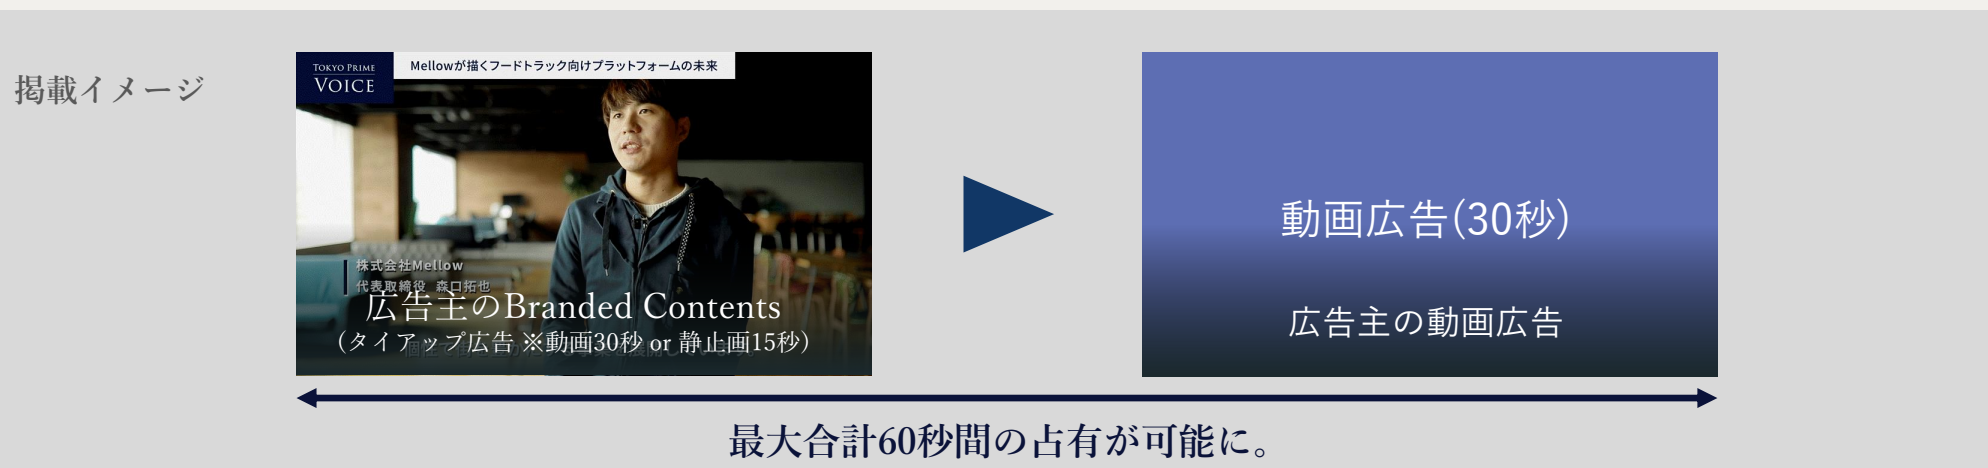 掲載イメージ
TOKYO PRIME
VOICE
Mellowが描くフードトラック向けプラットフォームの未来
株式会社Mellow
代表取締役 森口拓也
広告主のBranded Contents
(タイアップ広告 ※動画30秒 or 静止画15秒)
動画広告(30秒)
広告主の動画広告
最大合計60秒間の占有が可能に。